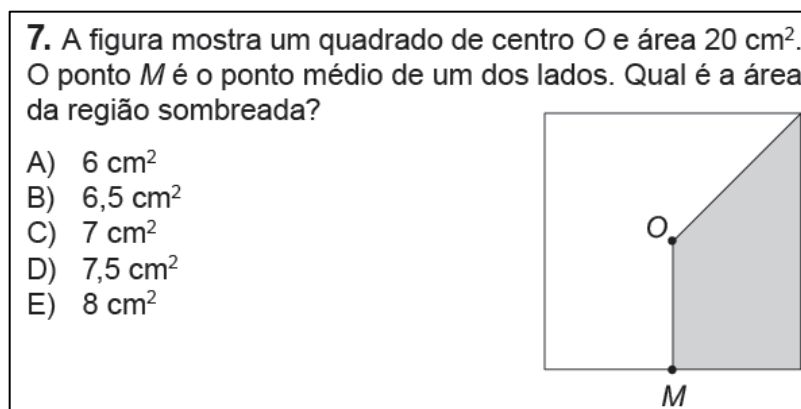 7. A figura mostra um quadrado de centro O e área 20 cm².
O ponto M é o ponto médio de um dos lados. Qual é a área
da região sombreada?
A) 6 cm²
B) 6,5 cm²
C) 7 cm²
D) 7,5 cm²
E) 8 cm²
O
M